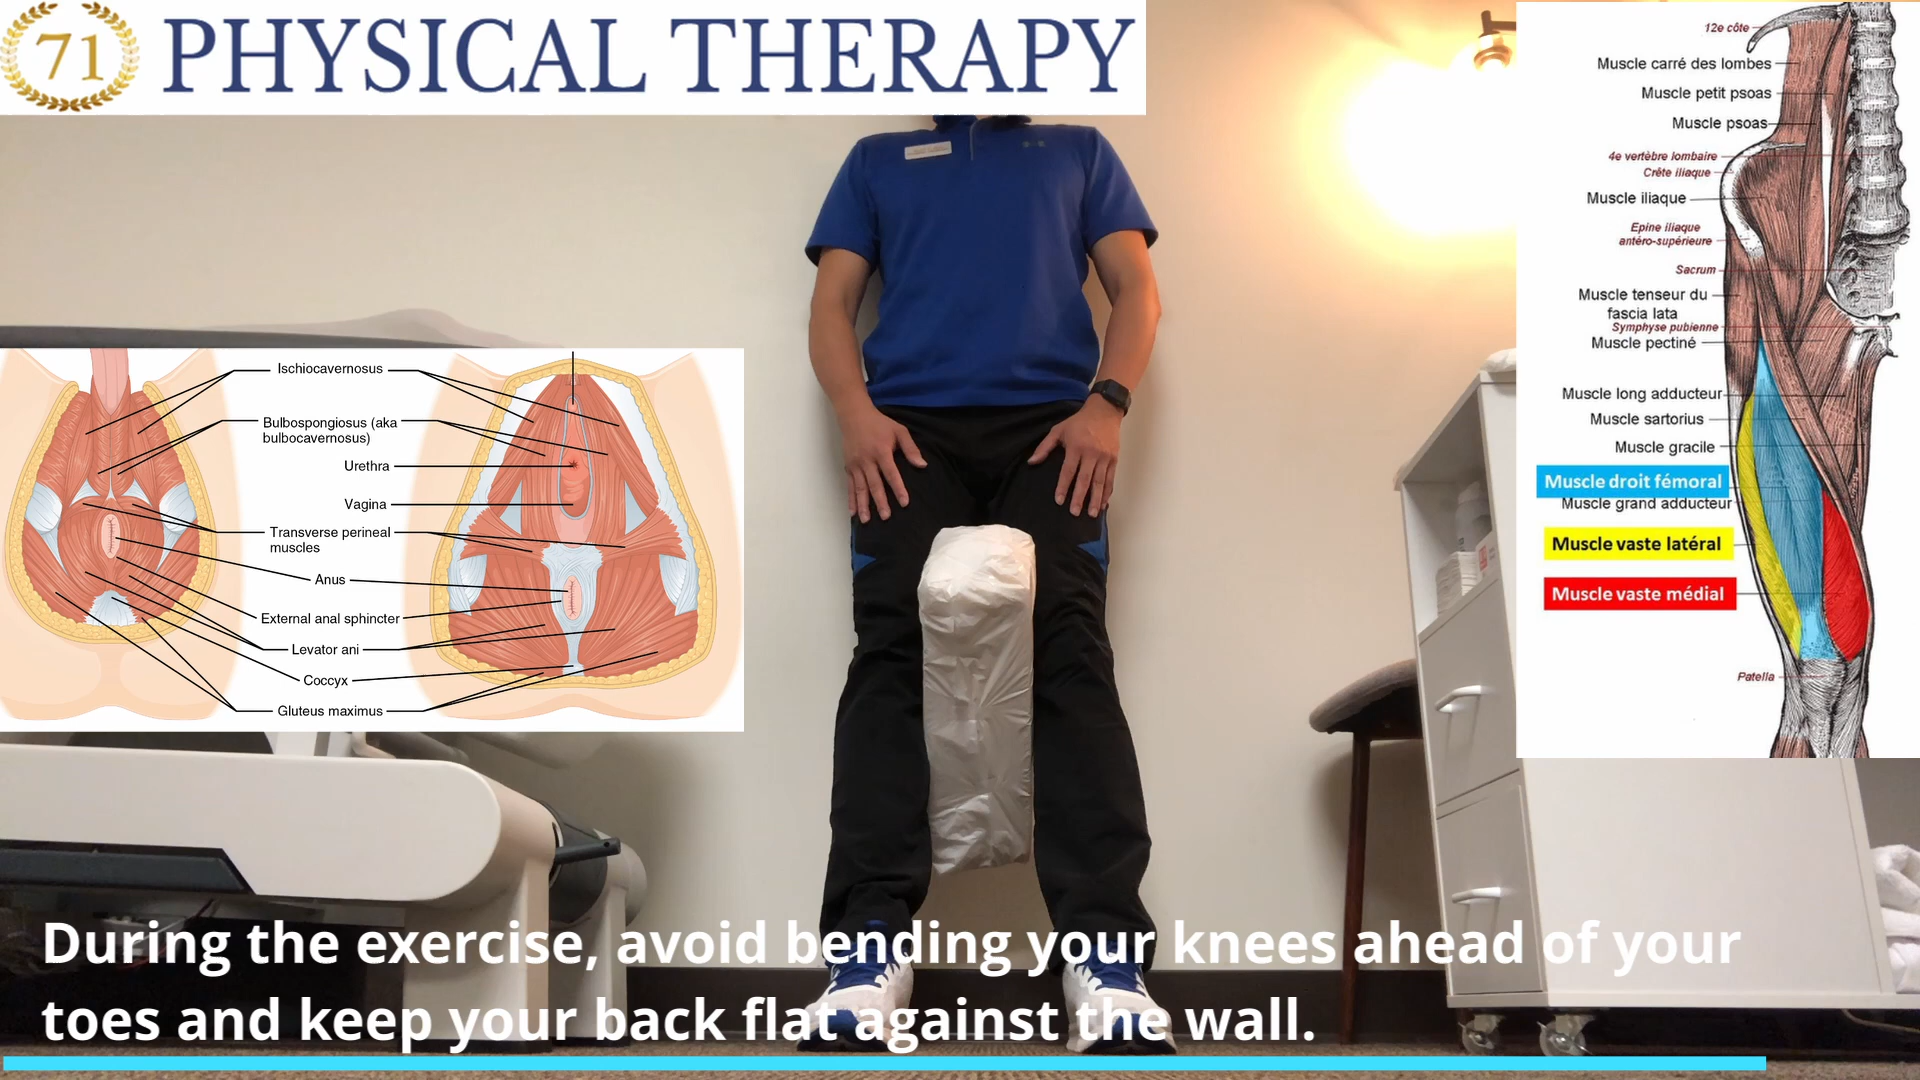 71 PHYSICAL THERAPY
Ischiocavernosus
Bulbospongiosus (aka
bulbocavernosus)
Urethra
Vagina
Transverse perineal
muscles
Anus
External anal sphincter
Levator ani
Coccyx
Gluteus maximus
12e côte
Muscle carré des lombes
Muscle petit psoas
Muscle psoas
4e vertèbre lombaire
Crête iliaque
Muscle iliaque
Epine iliaque
antéro-supérieure
Sacrum
Muscle tenseur du
fascia lata
Symphyse pubienne
Muscle pectiné
Muscle long adducteur
Muscle sartorius
Muscle gracile
Muscle droit fémoral
Muscle grand adducteur
Muscle vaste latéral
Muscle vaste médial
Patella
During the exercise, avoid bending your knees ahead of your
toes and keep your back flat against the wall.